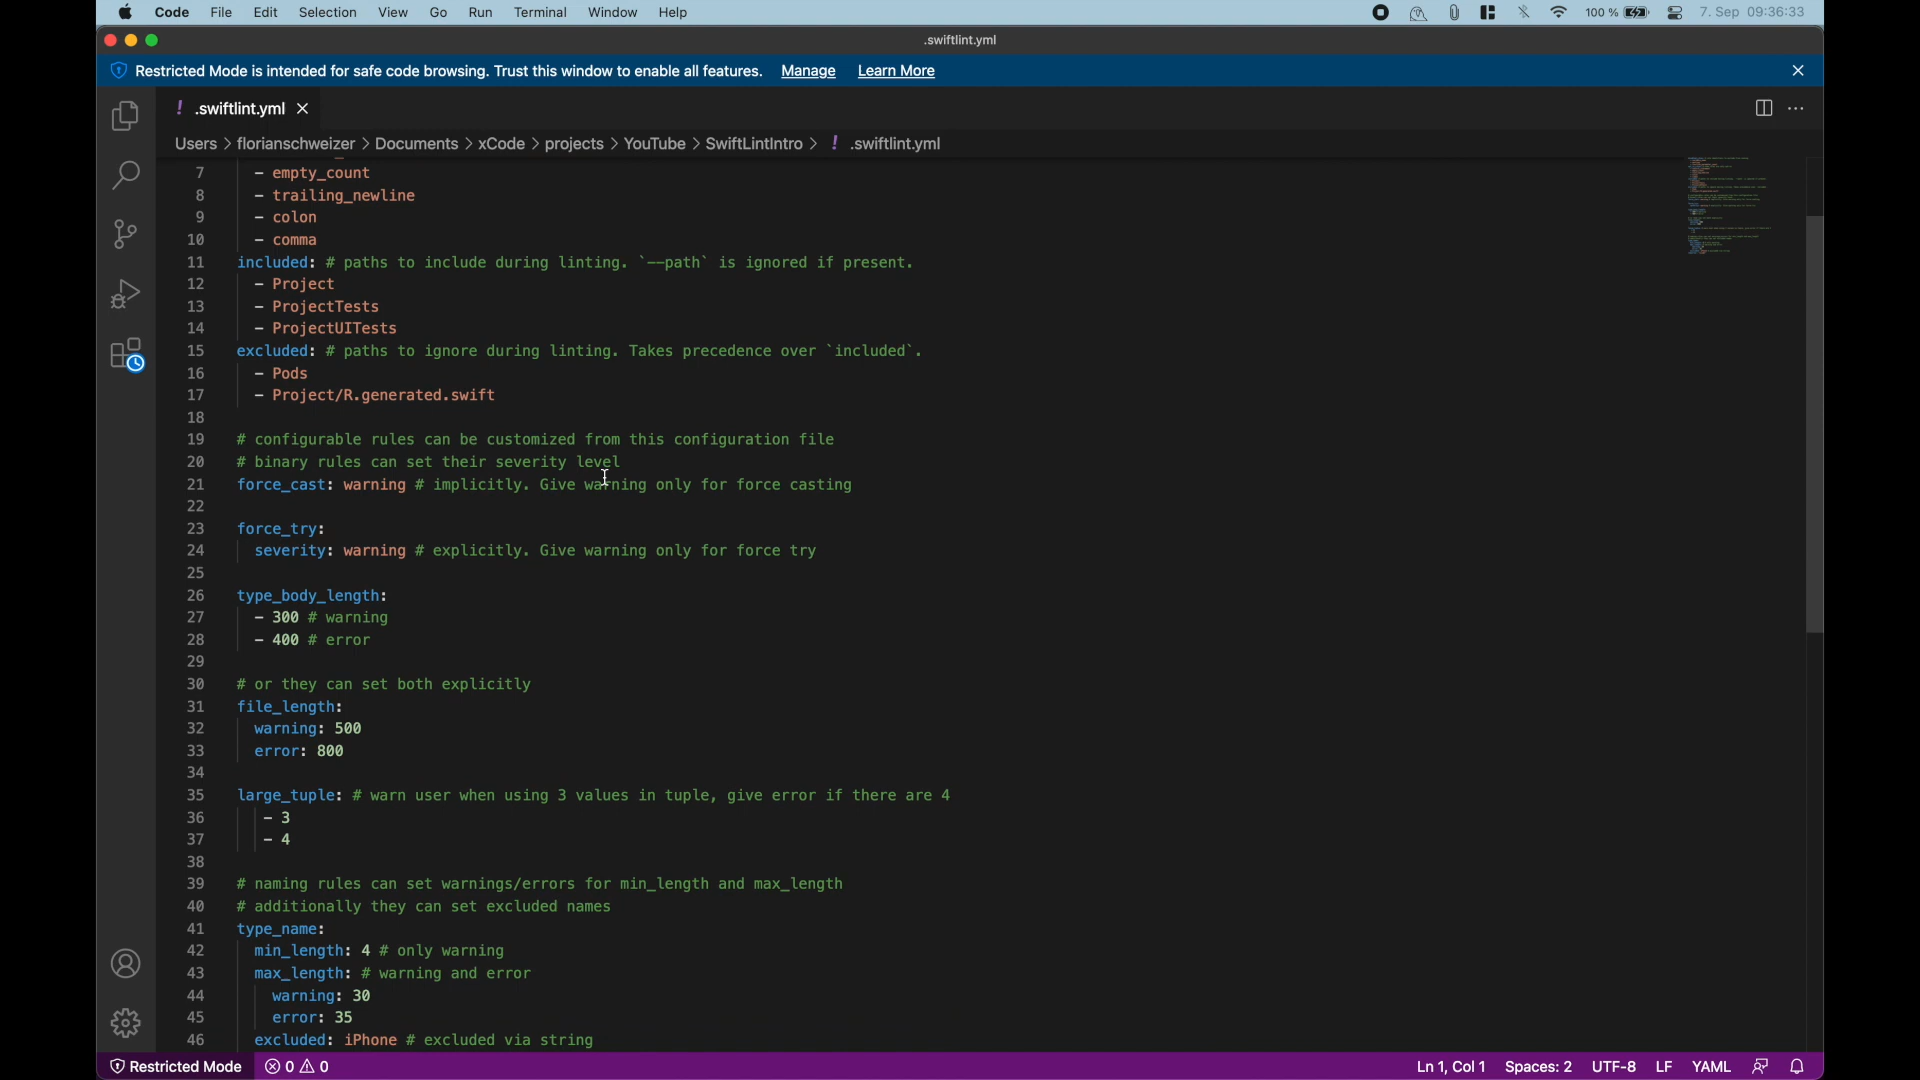 Code File Edit Selection View Go Run Terminal Window Help 100 % 7. Sep 09:36:33
.swiftlint.yml
Restricted Mode is intended for safe code browsing. Trust this window to enable all features. Manage Learn More
! .swiftlint.yml
Users > florianschweizer > Documents > xCode > projects > YouTube > SwiftLintIntro > ! .swiftlint.yml
7 - empty_count
8 - trailing_newline
9 - colon
10 - comma
11 included: # paths to include during linting. `--path` is ignored if present.
12 - Project
13 - ProjectTests
14 - ProjectUITests
15 excluded: # paths to ignore during linting. Takes precedence over `included`.
16 - Pods
17 - Project/R.generated.swift
18
19 # configurable rules can be customized from this configuration file
20 # binary rules can set their severity level
21 force_cast: warning # implicitly. Give warning only for force casting
22
23 force_try:
24 severity: warning # explicitly. Give warning only for force try
25
26 type_body_length:
27 - 300 # warning
28 - 400 # error
29
30 # or they can set both explicitly
31 file_length:
32 warning: 500
33 error: 800
34
35 large_tuple: # warn user when using 3 values in tuple, give error if there are 4
36 - 3
37 - 4
38
39 # naming rules can set warnings/errors for min_length and max_length
40 # additionally they can set excluded names
41 type_name:
42 min_length: 4 # only warning
43 max_length: # warning and error
44 warning: 30
45 error: 35
46 excluded: iPhone # excluded via string
Restricted Mode 0 0 Ln 1, Col 1 Spaces: 2 UTF-8 LF YAML